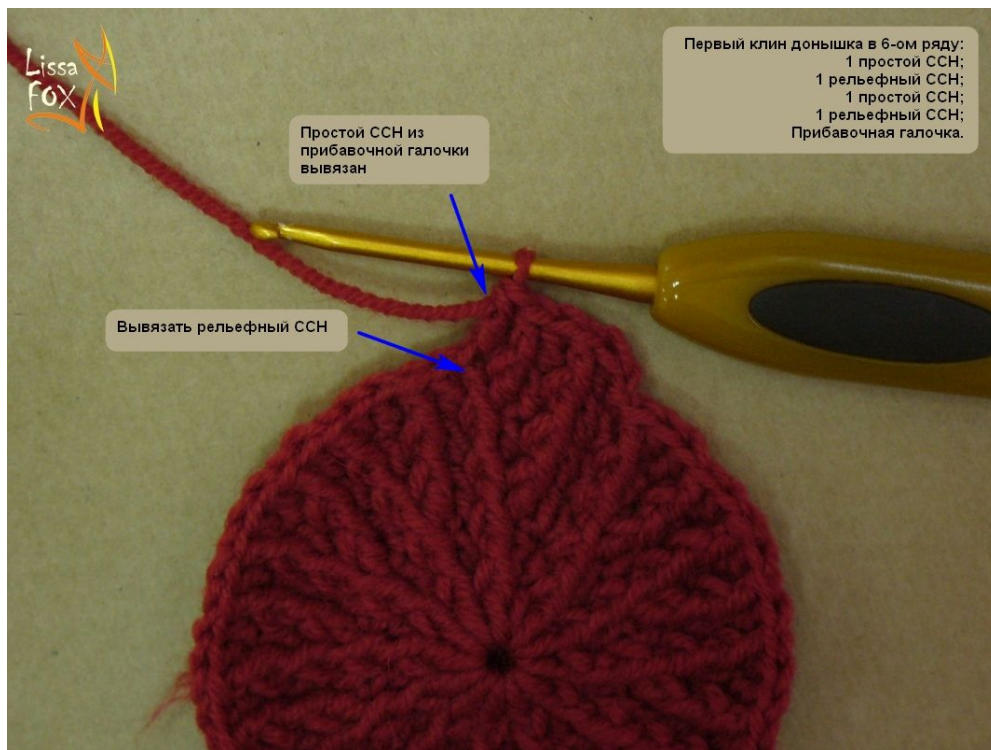 Lissa
FOX
Первый клин донышка в 6-ом ряду:
1 простой ССН;
1 рельефный ССН;
1 простой ССН;
1 рельефный ССН;
Прибавочная галочка.
Простой ССН из
прибавочной галочки
вывязан
Вывязать рельефный ССН